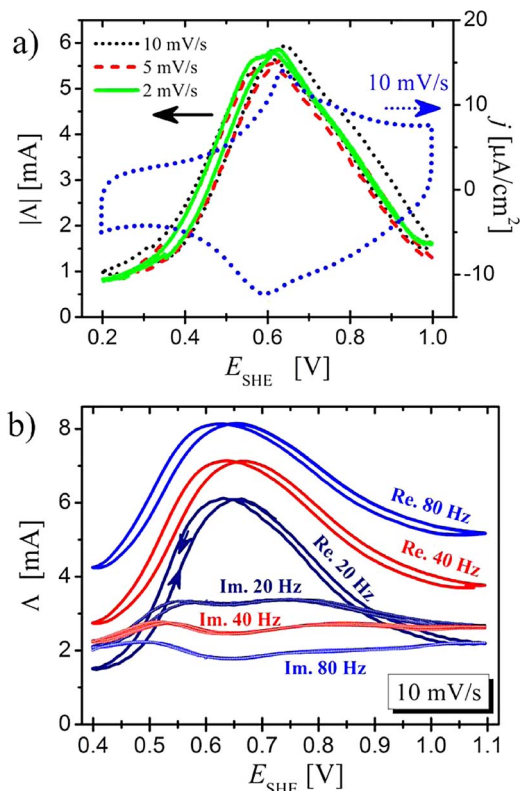 a)
10 mV/s
5 mV/s
2 mV/s
10 mV/s
|Λ| [mA]
6
5
4
3
2
1
0
j [µA/cm²]
20
10
0
-10
0.2 0.4 0.6 0.8 1.0
E_SHE [V]
b)
Λ [mA]
8
6
4
2
0
Re. 80 Hz
Re. 40 Hz
Re. 20 Hz
Im. 20 Hz
Im. 40 Hz
Im. 80 Hz
10 mV/s
0.4 0.5 0.6 0.7 0.8 0.9 1.0 1.1
E_SHE [V]